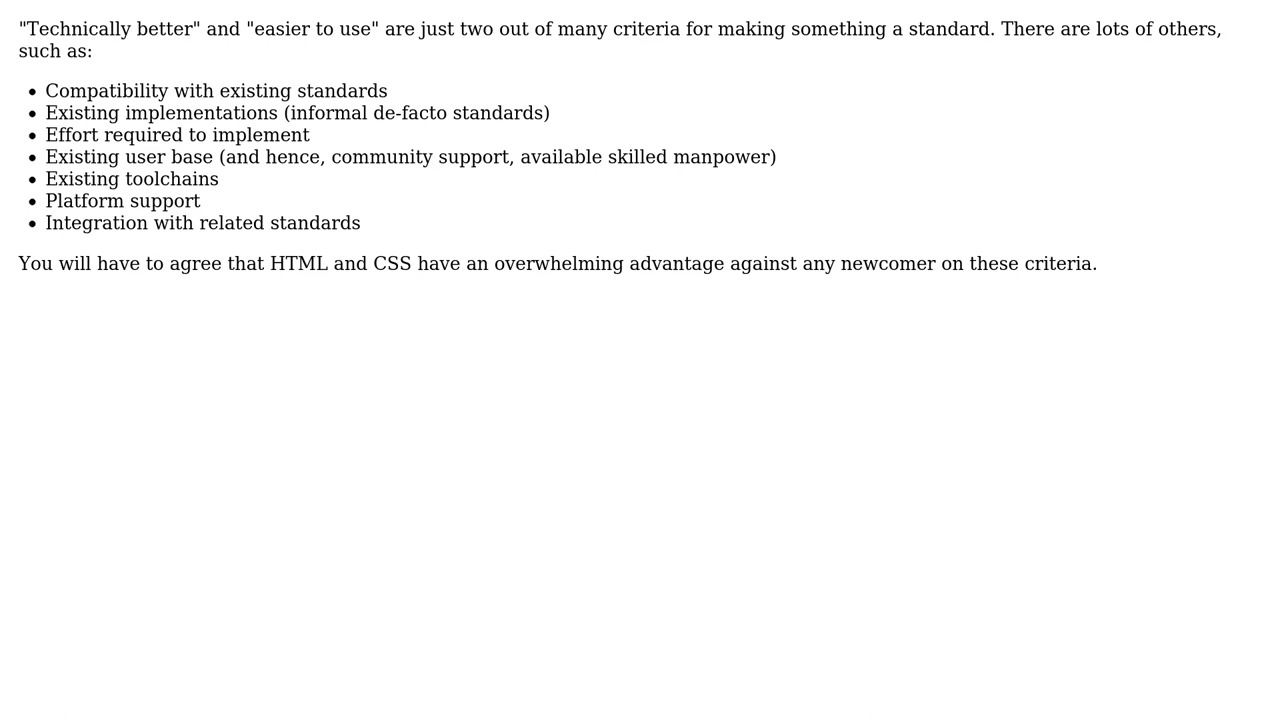 "Technically better" and "easier to use" are just two out of many criteria for making something a standard. There are lots of others,
such as:
• Compatibility with existing standards
• Existing implementations (informal de-facto standards)
• Effort required to implement
• Existing user base (and hence, community support, available skilled manpower)
• Existing toolchains
• Platform support
• Integration with related standards
You will have to agree that HTML and CSS have an overwhelming advantage against any newcomer on these criteria.